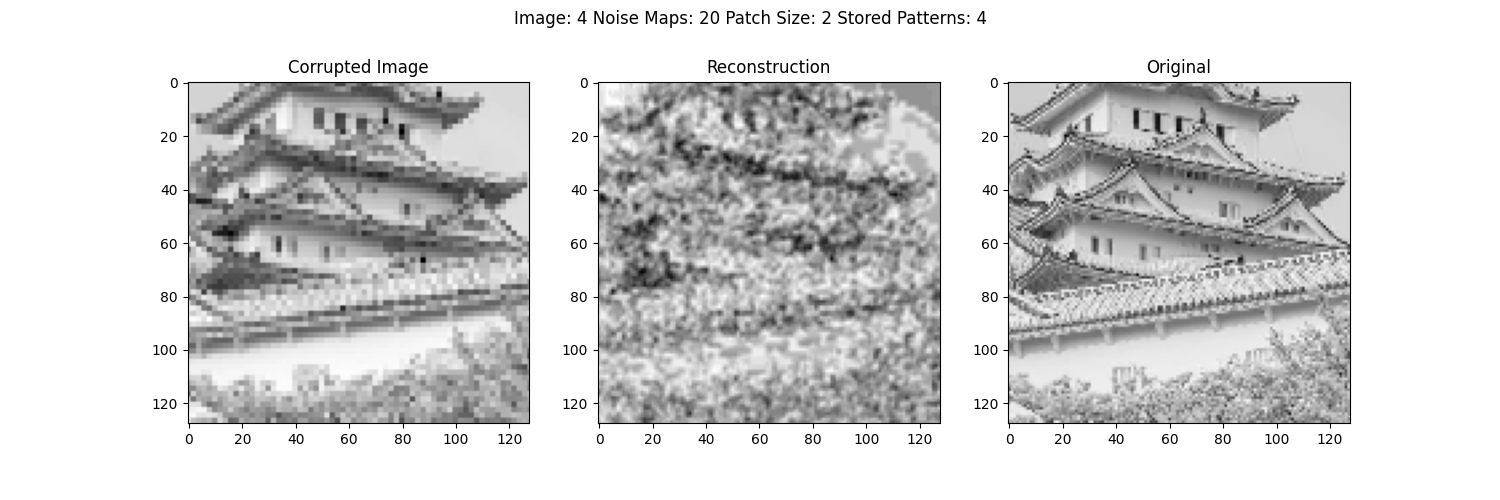 Image: 4 Noise Maps: 20 Patch Size: 2 Stored Patterns: 4
Corrupted Image Reconstruction Original
0 0 0
20 20 20
40 40 40
60 60 60
80 80 80
100 100 100
120 120 120
0 20 40 60 80 100 120 0 20 40 60 80 100 120 0 20 40 60 80 100 120